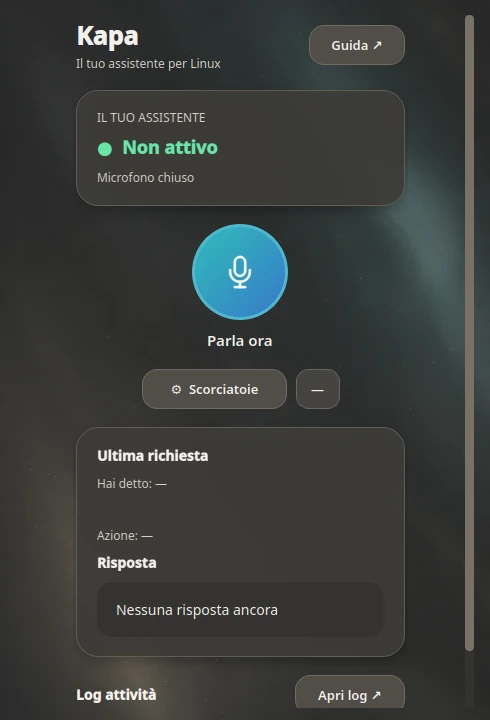 Kapa
Il tuo assistente per Linux
Guida ↗
IL TUO ASSISTENTE
● Non attivo
Microfono chiuso
Parla ora
⚙ Scorciatoie
—
Ultima richiesta
Hai detto: —
Azione: —
Risposta
Nessuna risposta ancora
Log attività
Apri log ↗